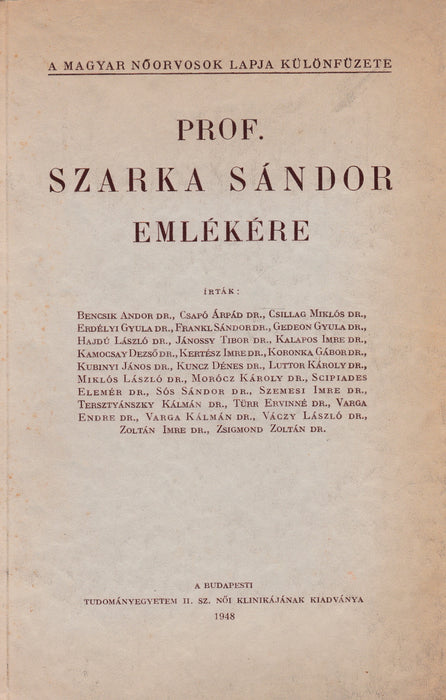 A MAGYAR NŐORVOSOK LAPJA KÜLÖNFÜZETE
PROF.
SZARKA SÁNDOR
EMLÉKÉRE
ÍRTÁK:
BENCSIK ANDOR DR., CSAPÓ ÁRPÁD DR., CSILLAG MIKLÓS DR.,
ERDÉLYI GYULA DR., FRANKL SÁNDOR DR., GEDEON GYULA DR.,
HAJDÚ LÁSZLÓ DR., JÁNOSSY TIBOR DR., KALAPOS IMRE DR.,
KAMOCSAY DEZSŐ DR., KERTÉSZ IMRE DR., KORONKA GÁBOR DR.,
KUBINYI JÁNOS DR., KUNCZ DÉNES DR., LUTTOR KÁROLY DR.,
MIKLÓS LÁSZLÓ DR., MORÓCZ KÁROLY DR., SCIPIADES
ELEMÉR DR., SÓS SÁNDOR DR., SZEMESI IMRE DR.,
TERSZTYÁNSZKY KÁLMÁN DR., TÜRR ERVINNÉ DR., VARGA
ENDRE DR., VARGA KÁLMÁN DR., VÁCZY LÁSZLÓ DR.,
ZOLTÁN IMRE DR., ZSIGMOND ZOLTÁN DR.
A BUDAPESTI
TUDOMÁNYEGYETEM II. SZ. NŐI KLINIKÁJÁNAK KIADVÁNYA
1948